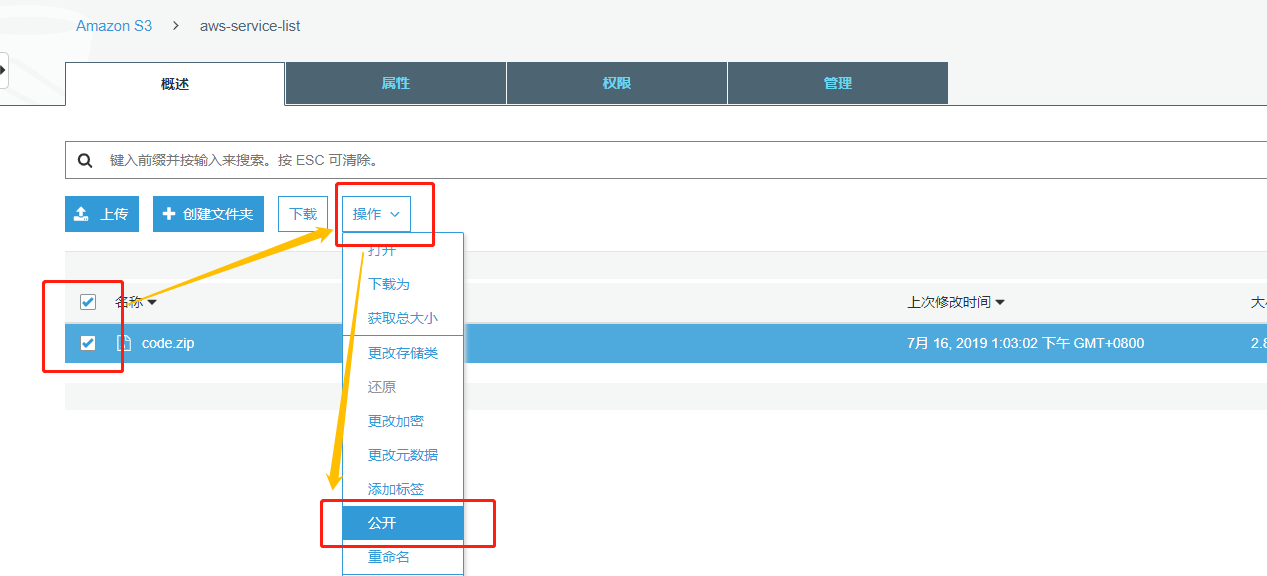 Amazon S3 > aws-service-list
概述 属性 权限 管理
键入前缀并按输入来搜索。按 ESC 可清除。
上传 创建文件夹 下载 操作
打开
下载为
获取总大小
更改存储类
还原
更改加密
更改元数据
添加标签
公开
重命名
名称 上次修改时间
code.zip 7月 16, 2019 1:03:02 下午 GMT+0800